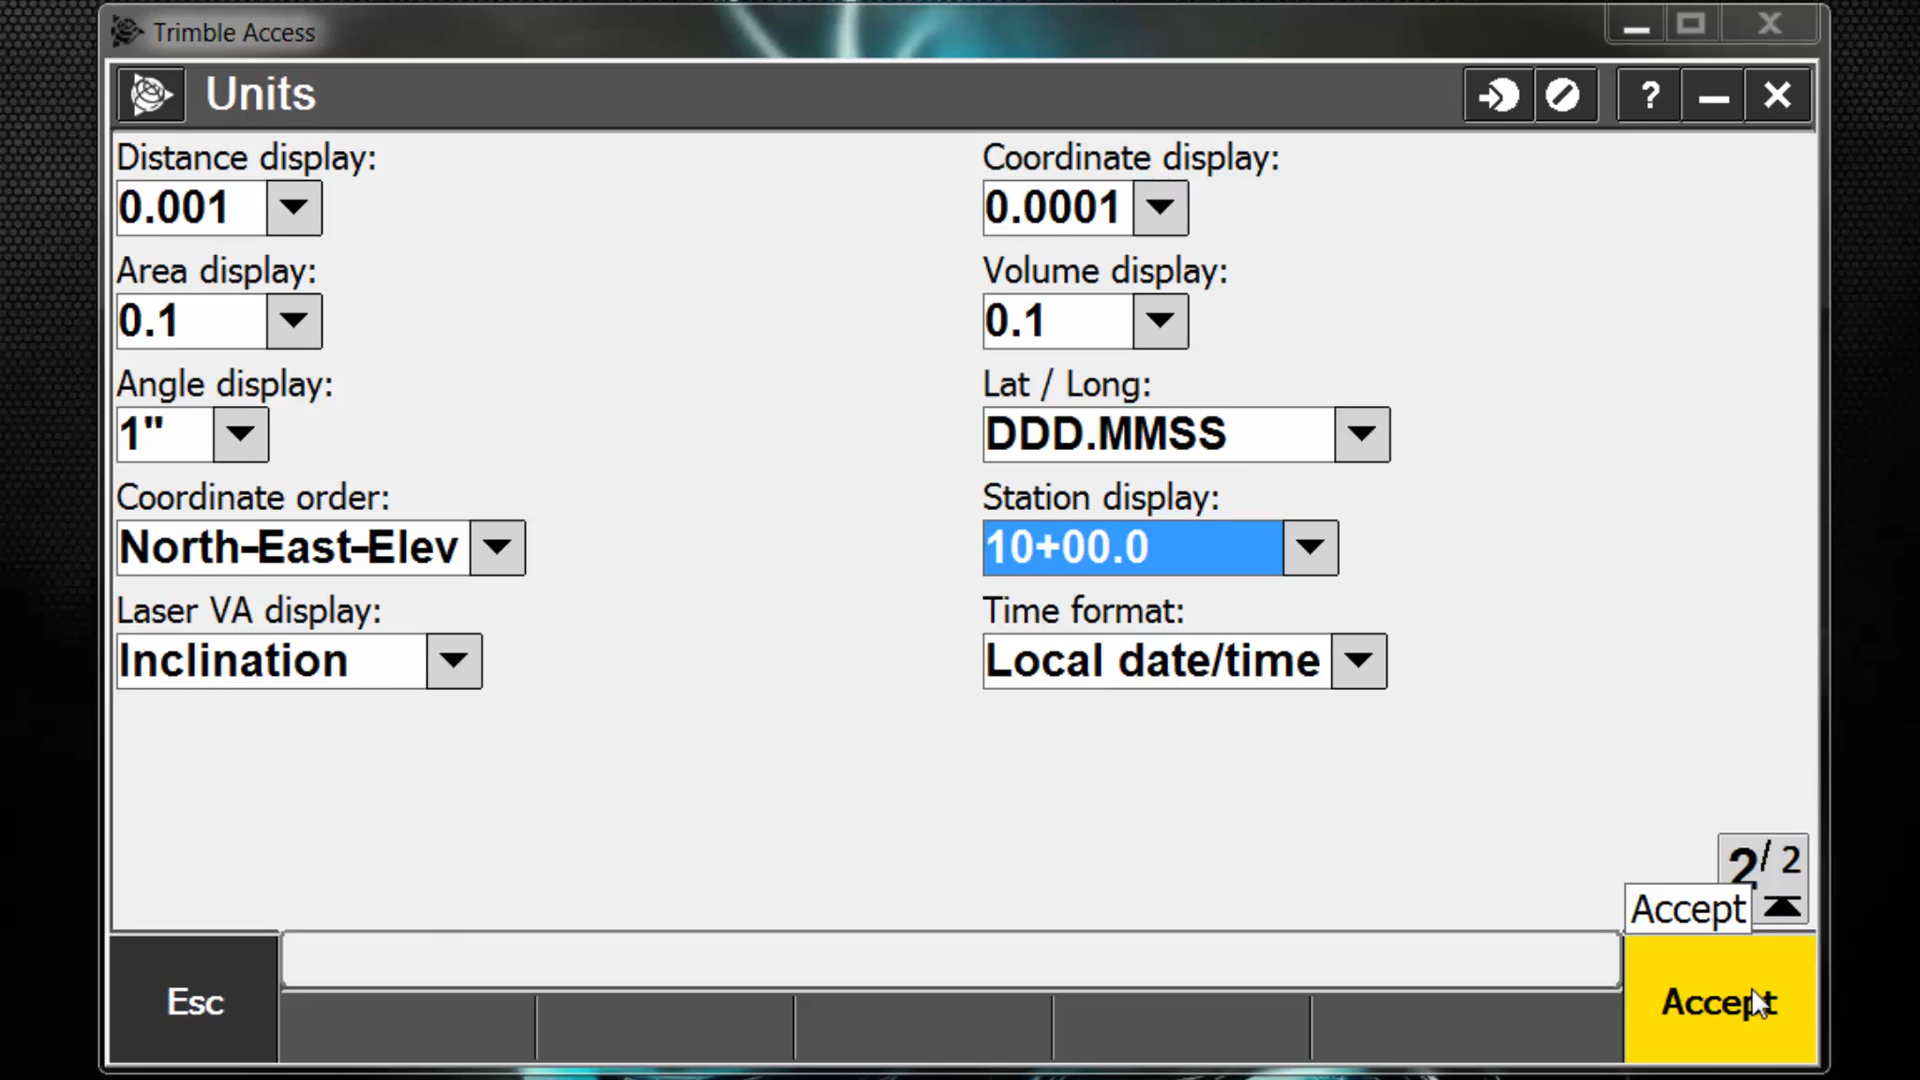 Trimble Access
Units
?
Distance display:
0.001
Coordinate display:
0.0001
Area display:
0.1
Volume display:
0.1
Angle display:
1"
Lat / Long:
DDD.MMSS
Coordinate order:
North-East-Elev
Station display:
10+00.0
Laser VA display:
Inclination
Time format:
Local date/time
2/2
Accept
Esc
Accept